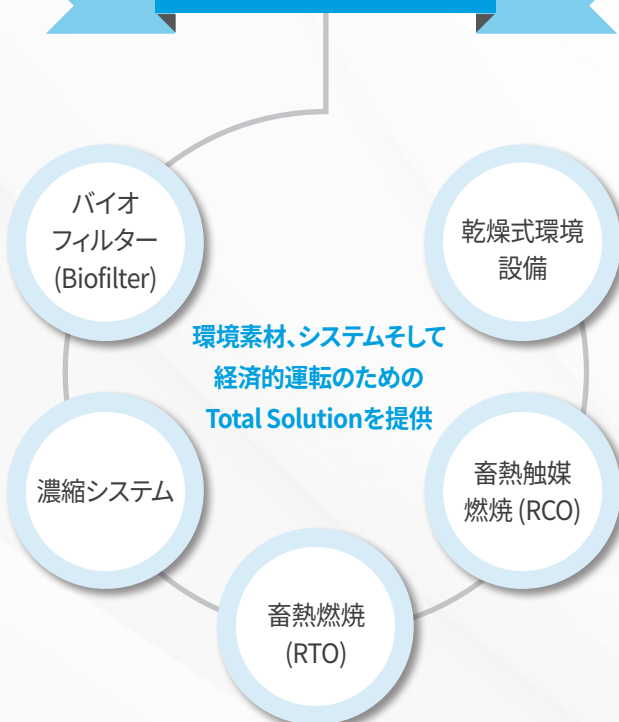 バイオ
フィルター
(Biofilter)
乾燥式環境
設備
環境素材、システムそして
経済的運転のための
Total Solutionを提供
濃縮システム
畜熱触媒
燃焼 (RCO)
畜熱燃焼
(RTO)